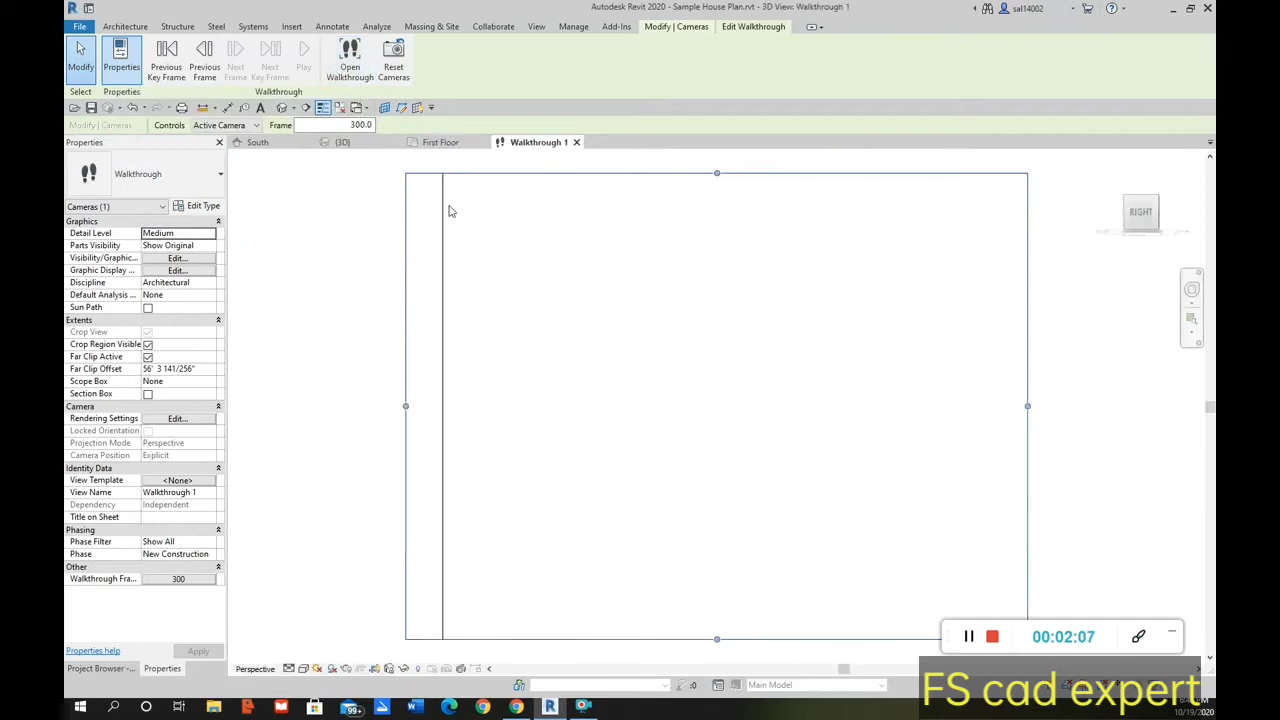 Autodesk Revit 2020 - Sample House Plan.rvt - 3D View: Walkthrough 1
sal14002
File Architecture Structure Steel Systems Insert Annotate Analyze Massing & Site Collaborate View Manage Add-Ins Modify | Cameras Edit Walkthrough
Modify Properties Previous Key Frame Previous Frame Next Frame Next Key Frame Play Open Walkthrough Reset Cameras
Select Properties Walkthrough
Modify | Cameras Controls Active Camera Frame 300.0
Properties South {3D} First Floor Walkthrough 1
Walkthrough
RIGHT
Cameras (1) Edit Type
Graphics
Detail Level Medium
Parts Visibility Show Original
Visibility/Graphic... Edit...
Graphic Display ... Edit...
Discipline Architectural
Default Analysis ... None
Sun Path
Extents
Crop View
Crop Region Visible
Far Clip Active
Far Clip Offset 56' 3 141/256"
Scope Box None
Section Box
Camera
Rendering Settings Edit...
Locked Orientation
Projection Mode Perspective
Camera Position Explicit
Identity Data
View Template <None>
View Name Walkthrough 1
Dependency Independent
Title on Sheet
Phasing
Phase Filter Show All
Phase New Construction
Other
Walkthrough Fra... 300
00:02:07
Properties help Apply
Project Browser -... Properties Perspective
:0 Main Model
FS cad expert
99+
10/19/2020